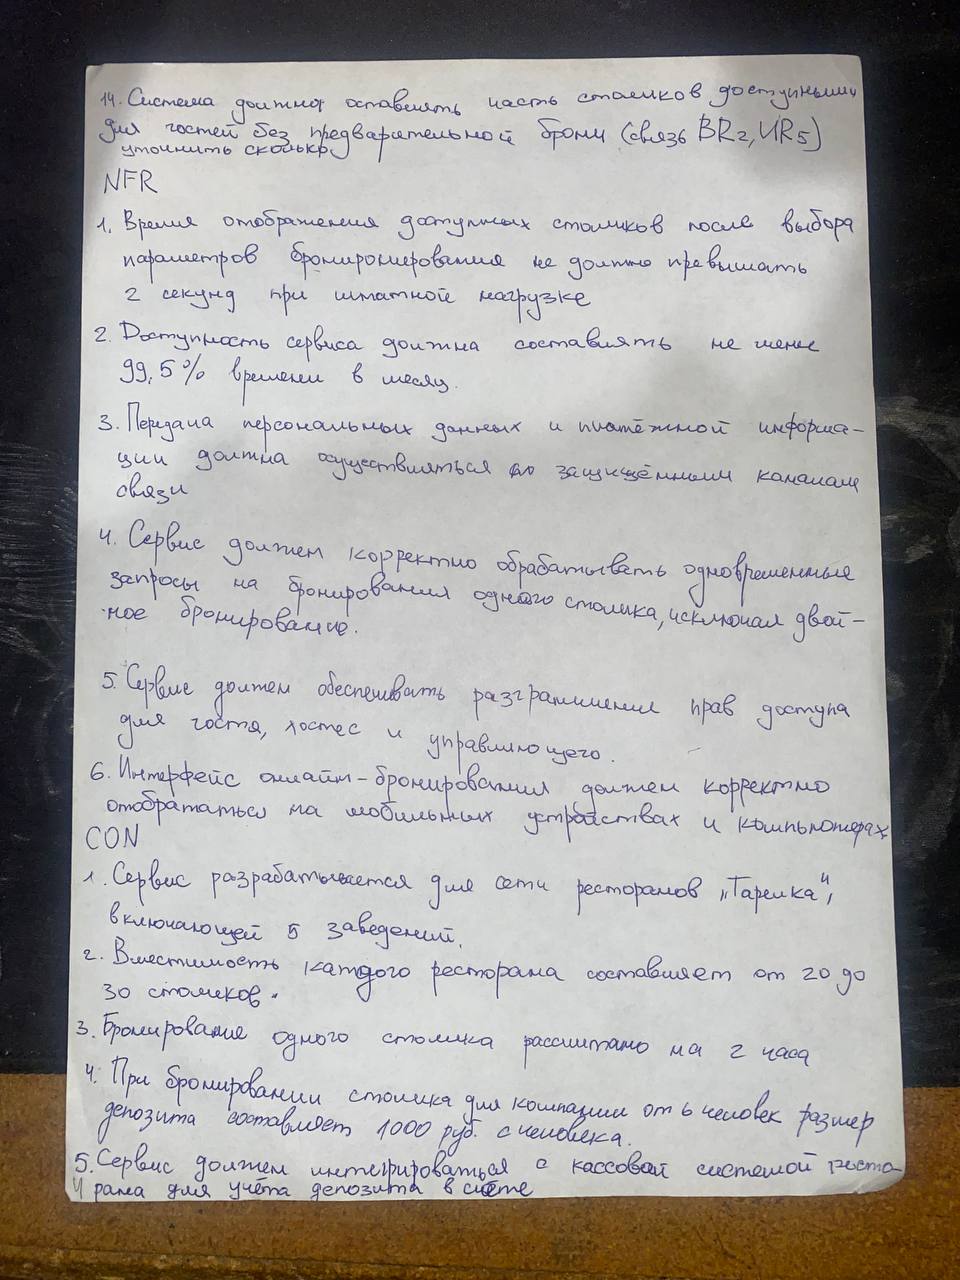 14. Система должна оставлять часть столиков доступными
для гостей без предварительной брони (связь BR2, UR5)
уточнить сколько
NFR
1. Время отображения доступных столиков после выбора
параметров брониромирования не должно превышать
2 секунд при штатной нагрузке
2. Доступность сервиса должна составлять не менее
99,5% времени в месяц.
3. Передача персональных данных и платёжной информа-
ции должна осуществляться по защищённым каналам
связи
4. Сервис должен корректно обрабатывать одновременные
запросы на бронирования одного столика, исключая двой-
ное бронирование.
5. Сервис должен обеспечивать разграничение прав доступа
для гостя, хостес и управляющего.
6. Интерфейс онлайн-бронирования должен корректно
отображаться на мобильных устройствах и компьютерах
CON
1. Сервис разрабатывается для сети ресторанов „Тарелка",
включающей 5 заведений.
2. Вместимость каждого ресторана составляет от 20 до
30 столиков.
3. Бронирование одного столика рассчитано на 2 часа
4. При бронировании столика для компании от 6 человек размер
депозита составляет 1000 руб. с человека.
5. Сервис должен интегрироваться с кассовой системой ресто
рана для учёта депозита в счёте